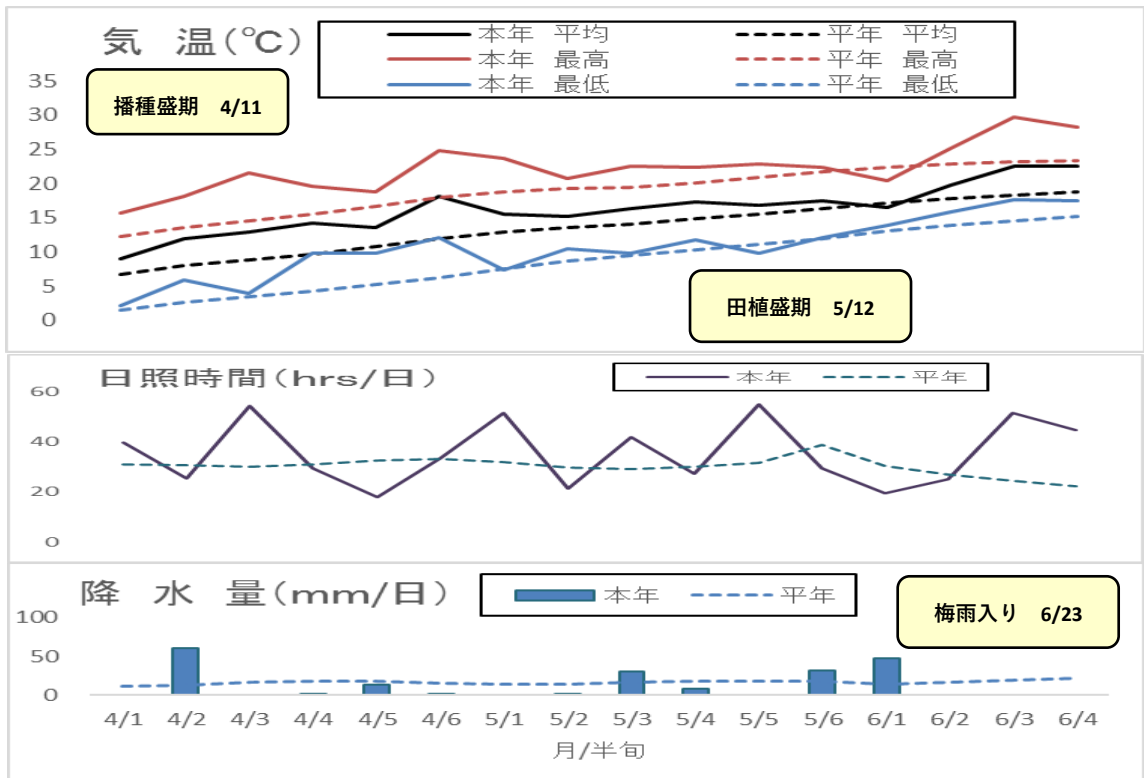 気 温(℃)
本年 平均
平年 平均
本年 最高
平年 最高
本年 最低
平年 最低
35
30
25
20
15
10
5
0
播種盛期 4/11
田植盛期 5/12
日照時間(hrs/日)
本年
平年
60
40
20
0
降 水 量(mm/日)
本年
平年
梅雨入り 6/23
100
50
0
4/1 4/2 4/3 4/4 4/5 4/6 5/1 5/2 5/3 5/4 5/5 5/6 6/1 6/2 6/3 6/4
月/半旬